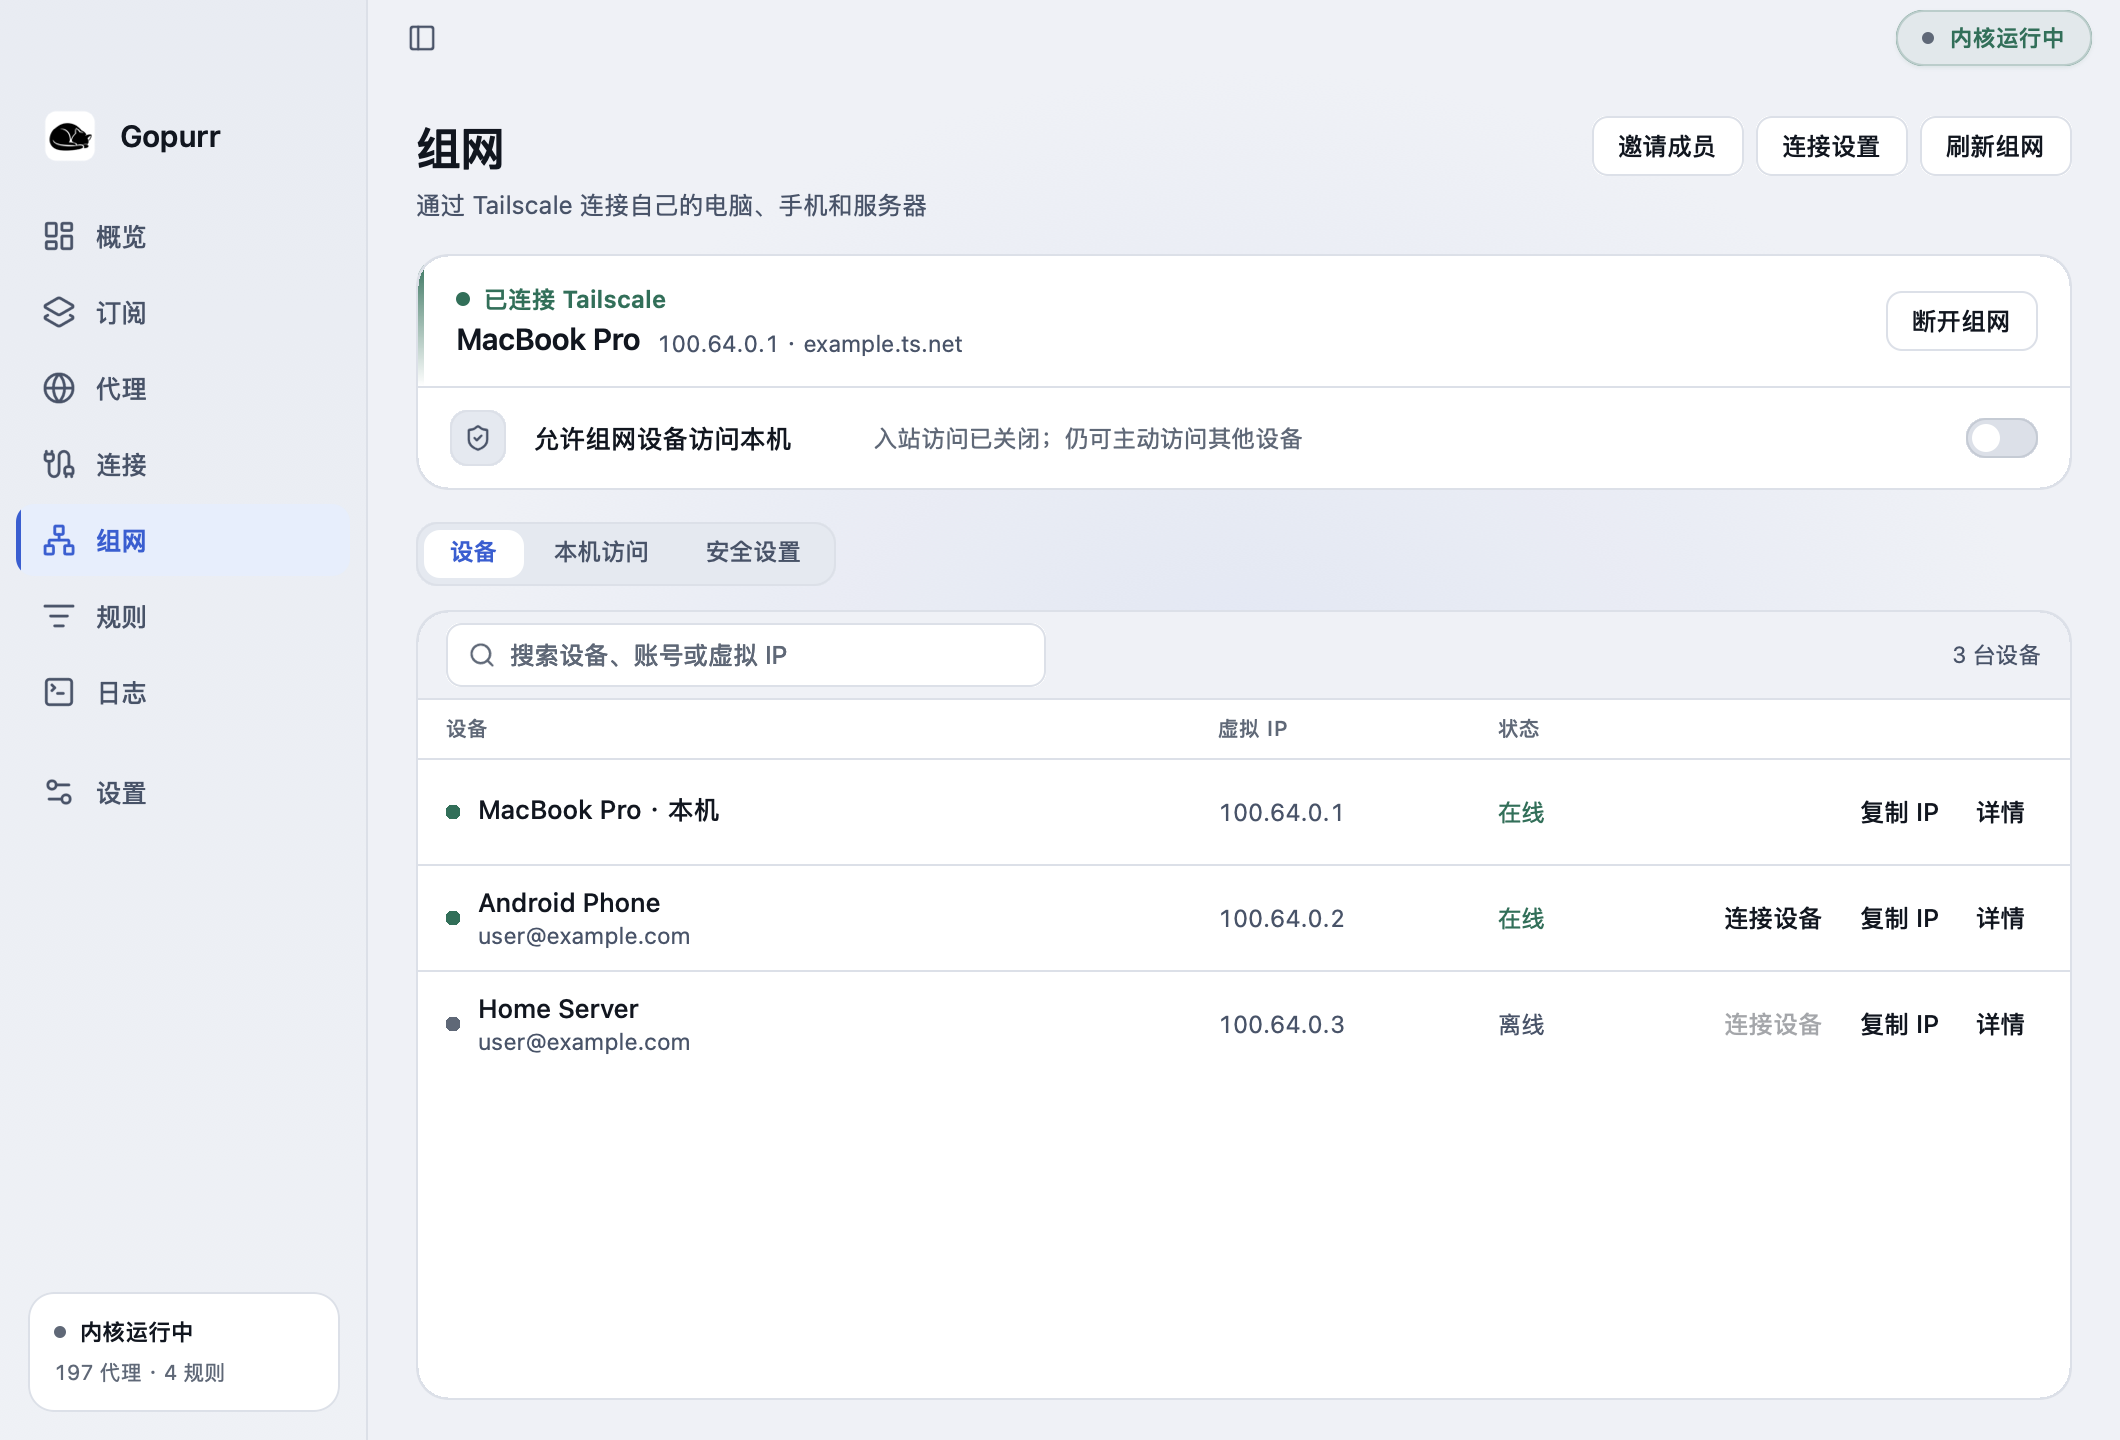 内核运行中
Gopurr
概览
订阅
代理
连接
组网
规则
日志
设置
内核运行中
197 代理 · 4 规则
组网
通过 Tailscale 连接自己的电脑、手机和服务器
邀请成员 连接设置 刷新组网
已连接 Tailscale
MacBook Pro 100.64.0.1 · example.ts.net
断开组网
允许组网设备访问本机 入站访问已关闭；仍可主动访问其他设备
设备 本机访问 安全设置
搜索设备、账号或虚拟 IP 3 台设备
设备 虚拟 IP 状态
MacBook Pro · 本机 100.64.0.1 在线 复制 IP 详情
Android Phone
user@example.com
100.64.0.2 在线 连接设备 复制 IP 详情
Home Server
user@example.com
100.64.0.3 离线 连接设备 复制 IP 详情